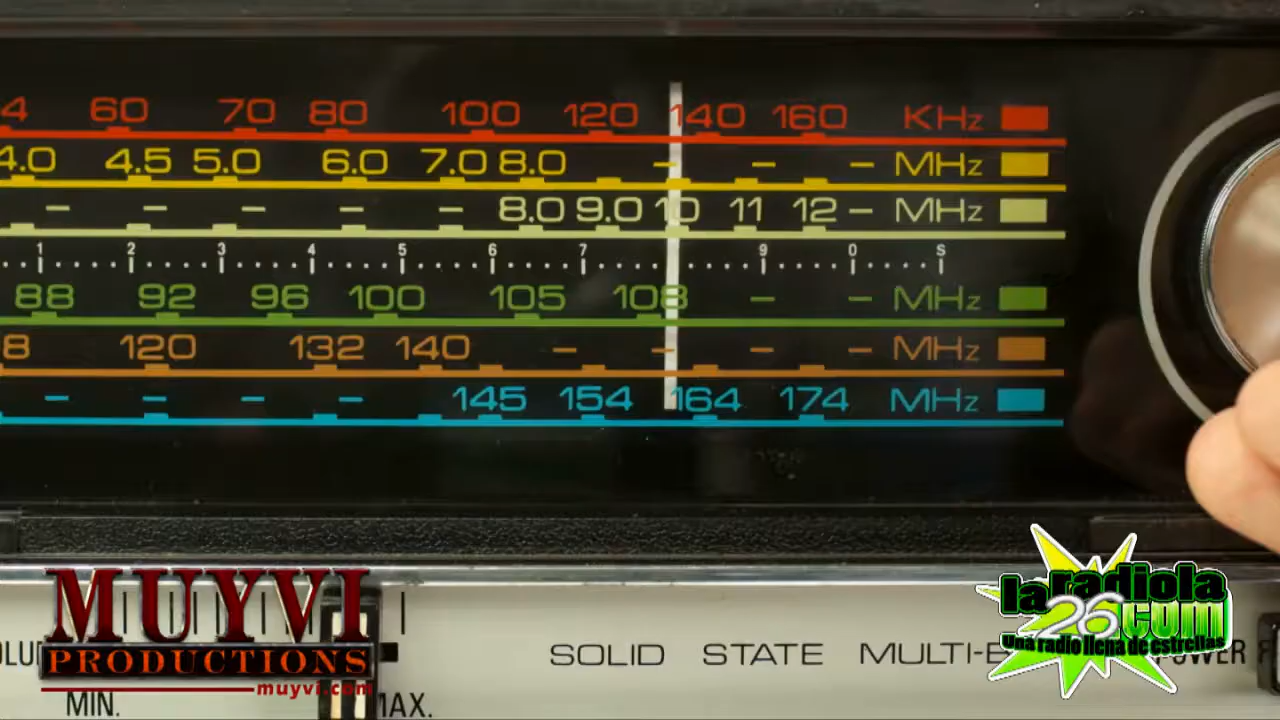 4 60 70 80 100 120 140 160 KHz
4.0 4.5 5.0 6.0 7.0 8.0 – – – MHz
– – – – – 8.0 9.0 10 11 12 – MHz
1 2 3 4 5 6 7 9 0 S
88 92 96 100 105 108 – – MHz
8 120 132 140 – – – – MHz
– – – – 145 154 164 174 MHz
la radiola
26 .com
Una radio llena de estrellas
MUYVI
PRODUCTIONS
muyvi.com
SOLID STATE MULTI-B
POWER
MIN. MAX.